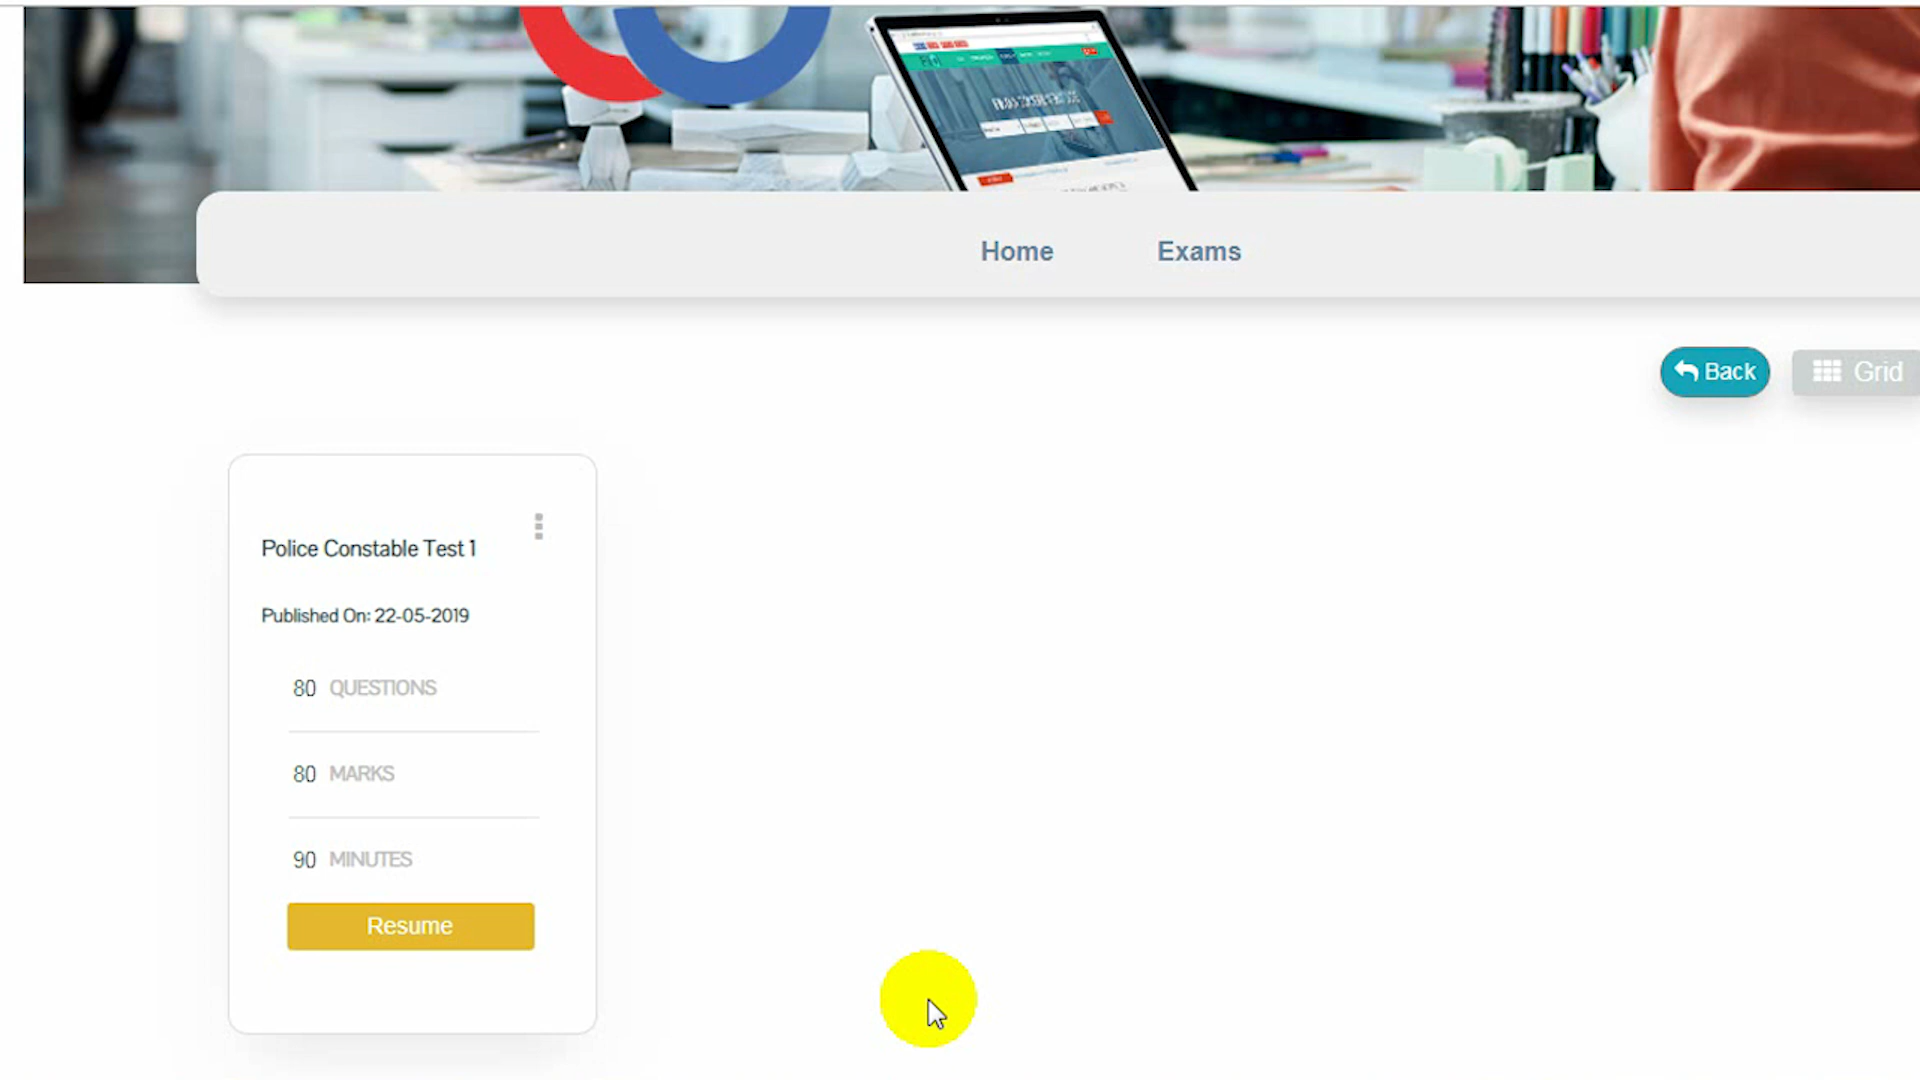 Home Exams
Back Grid
Police Constable Test 1
Published On: 22-05-2019
80 QUESTIONS
80 MARKS
90 MINUTES
Resume